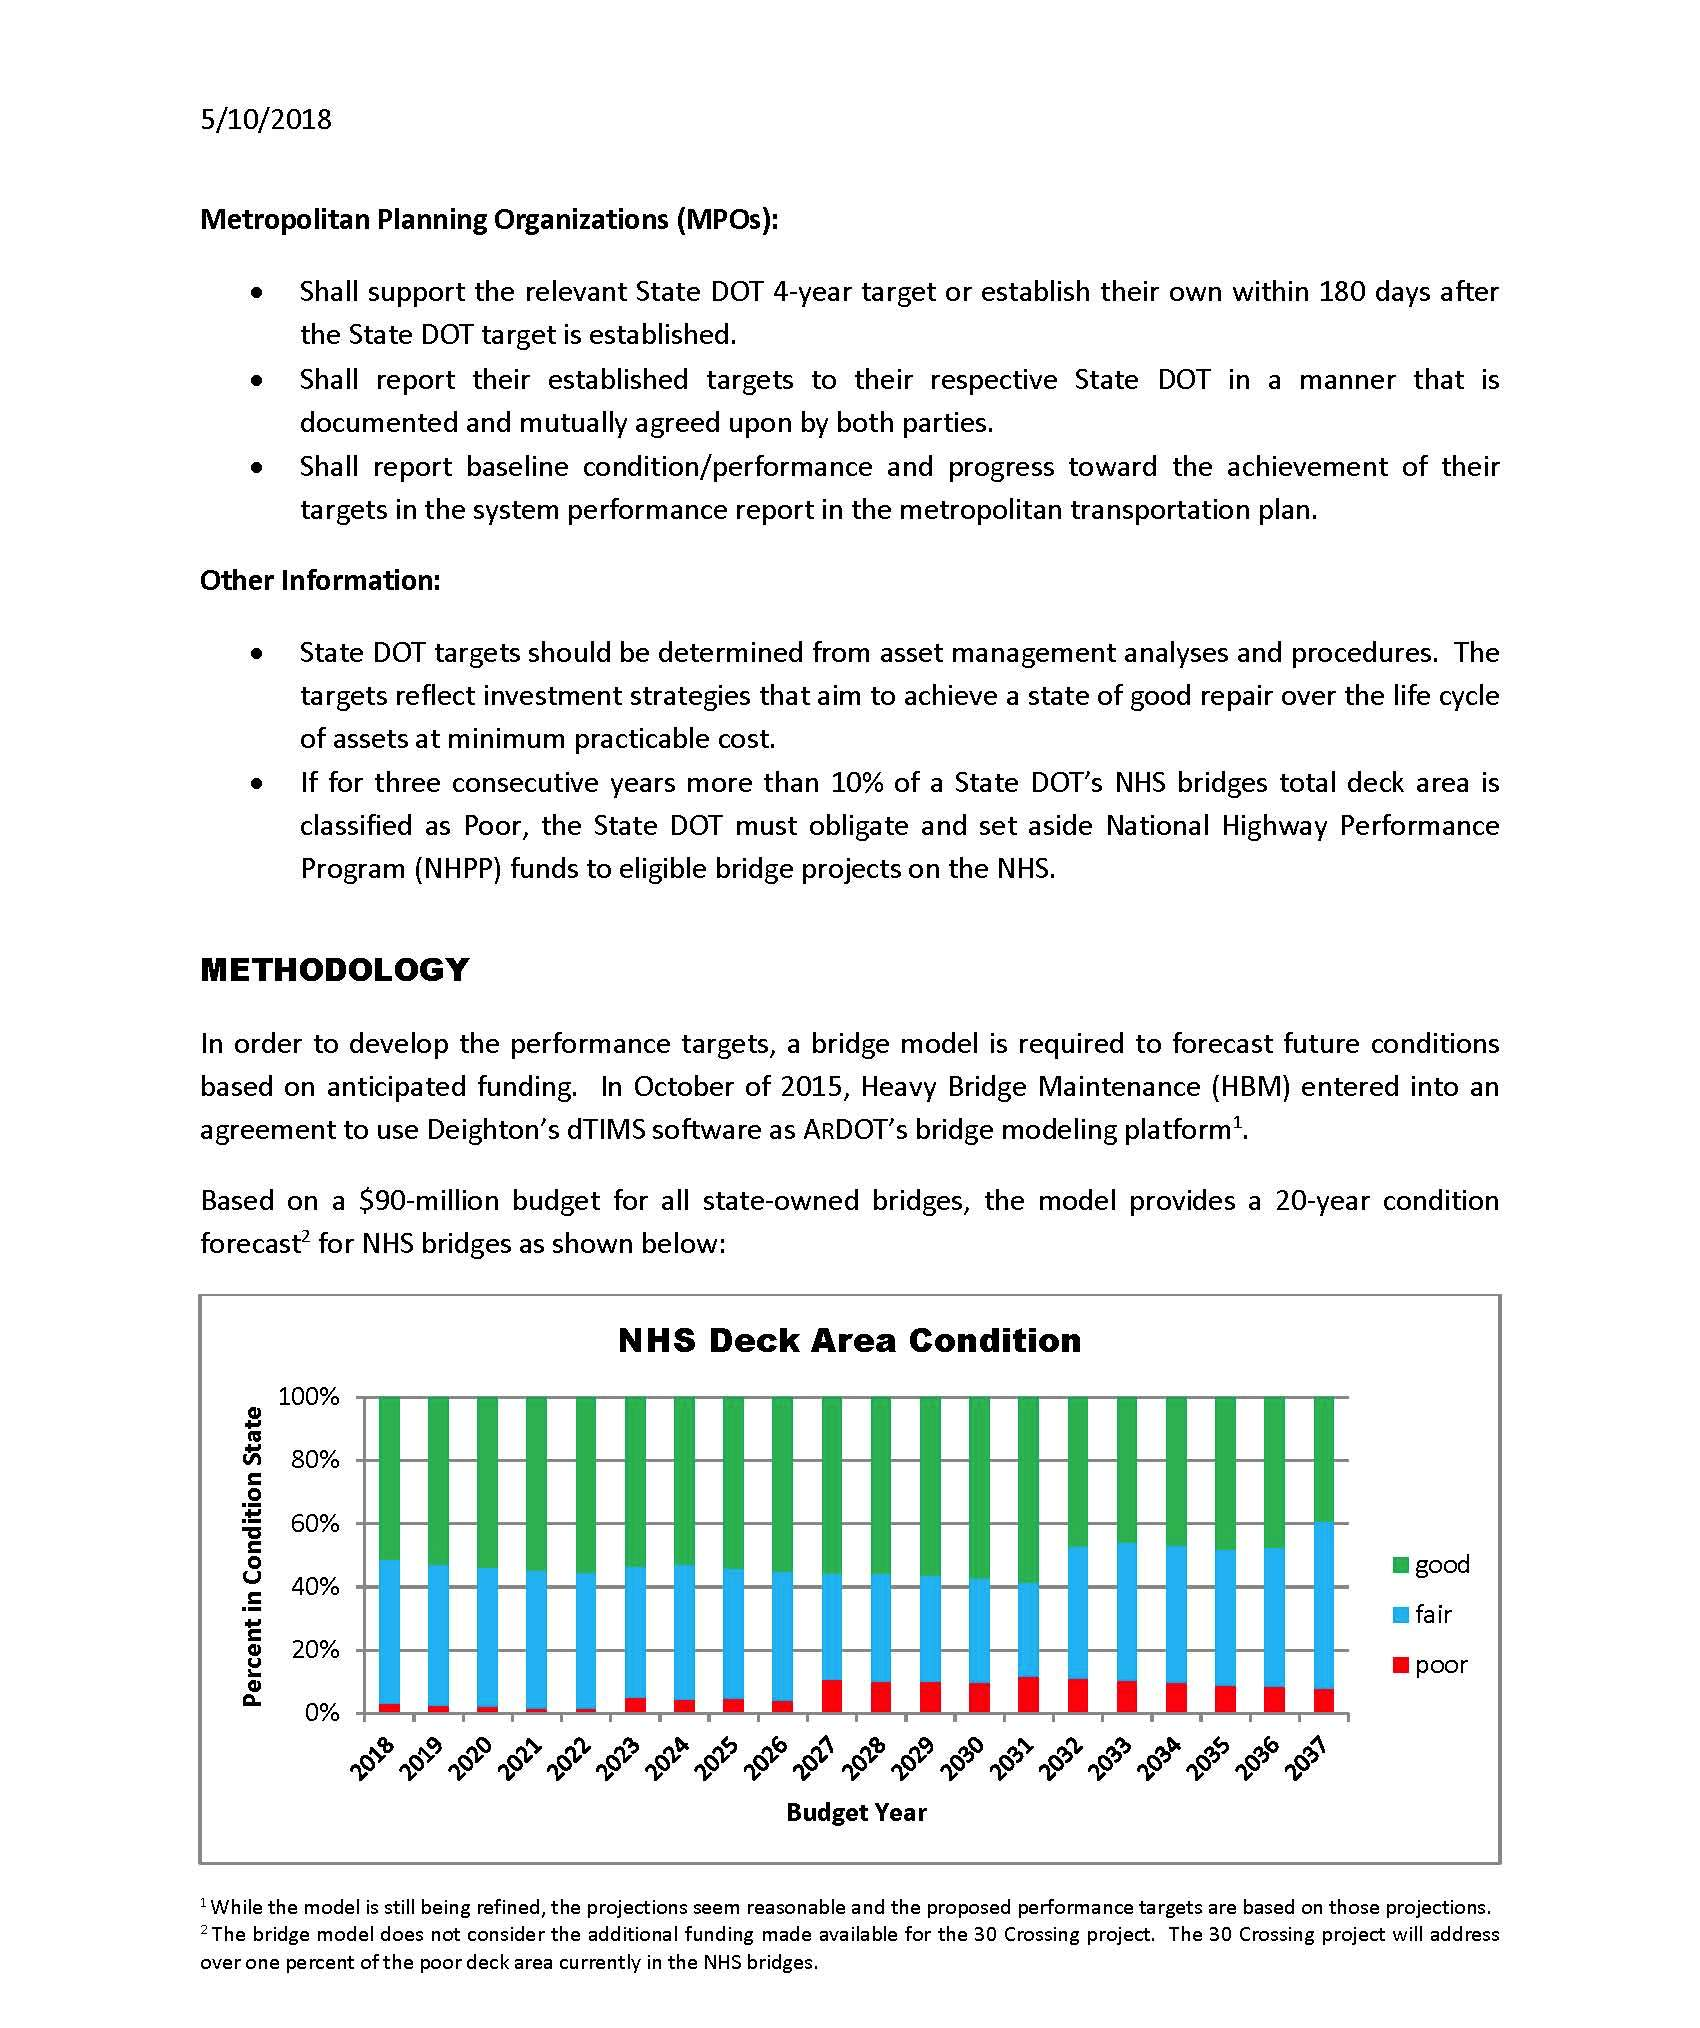 5/10/2018
Metropolitan Planning Organizations (MPOs):
• Shall support the relevant State DOT 4-year target or establish their own within 180 days after
the State DOT target is established.
• Shall report their established targets to their respective State DOT in a manner that is
documented and mutually agreed upon by both parties.
• Shall report baseline condition/performance and progress toward the achievement of their
targets in the system performance report in the metropolitan transportation plan.
Other Information:
• State DOT targets should be determined from asset management analyses and procedures. The
targets reflect investment strategies that aim to achieve a state of good repair over the life cycle
of assets at minimum practicable cost.
• If for three consecutive years more than 10% of a State DOT’s NHS bridges total deck area is
classified as Poor, the State DOT must obligate and set aside National Highway Performance
Program (NHPP) funds to eligible bridge projects on the NHS.
METHODOLOGY
In order to develop the performance targets, a bridge model is required to forecast future conditions
based on anticipated funding. In October of 2015, Heavy Bridge Maintenance (HBM) entered into an
agreement to use Deighton’s dTIMS software as ARDOT’s bridge modeling platform¹.
Based on a $90-million budget for all state-owned bridges, the model provides a 20-year condition
forecast² for NHS bridges as shown below:
NHS Deck Area Condition
Percent in Condition State
100%
80%
60%
40%
20%
0%
2018 2019 2020 2021 2022 2023 2024 2025 2026 2027 2028 2029 2030 2031 2032 2033 2034 2035 2036 2037
Budget Year
good
fair
poor
¹ While the model is still being refined, the projections seem reasonable and the proposed performance targets are based on those projections.
² The bridge model does not consider the additional funding made available for the 30 Crossing project. The 30 Crossing project will address
over one percent of the poor deck area currently in the NHS bridges.